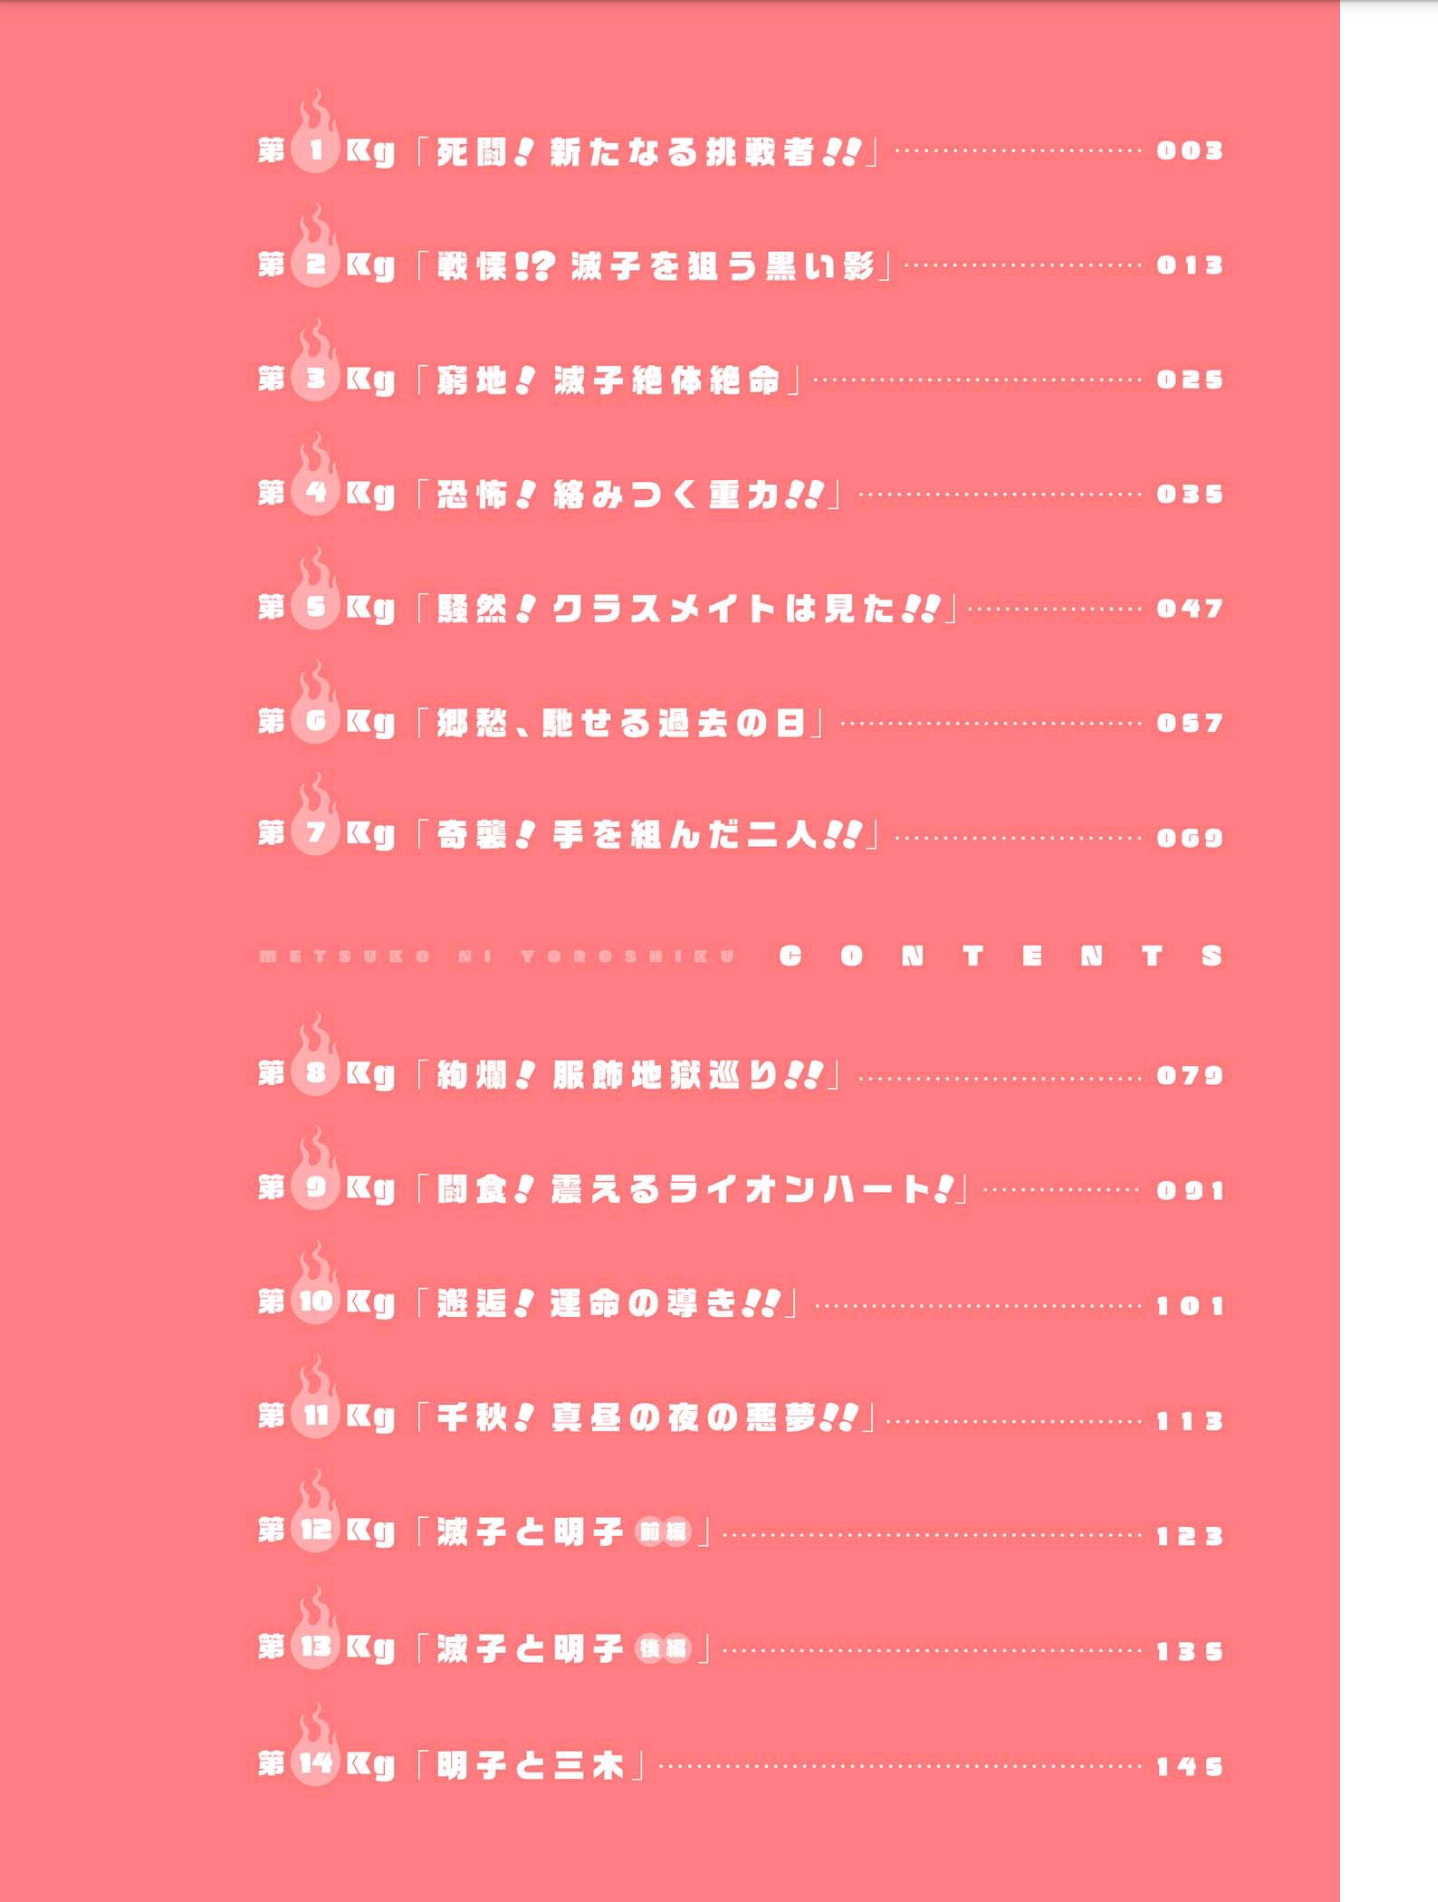 第1Kg「死闘！新たなる挑戦者!!」003
第2Kg「戦慄!? 滅子を狙う黒い影」013
第3Kg「窮地！滅子絶体絶命」025
第4Kg「恐怖！絡みつく重力!!」035
第5Kg「騒然！クラスメイトは見た!!」047
第6Kg「郷愁、馳せる過去の日」057
第7Kg「奇襲！手を組んだ二人!!」069
METSUKO NI YOROSHIKU CONTENTS
第8Kg「絢爛！服飾地獄巡り!!」079
第9Kg「闘食！震えるライオンハート！」091
第10Kg「邂逅！運命の導き!!」101
第11Kg「千秋！真昼の夜の悪夢!!」113
第12Kg「滅子と明子 前編」123
第13Kg「滅子と明子 後編」135
第14Kg「明子と三木」145